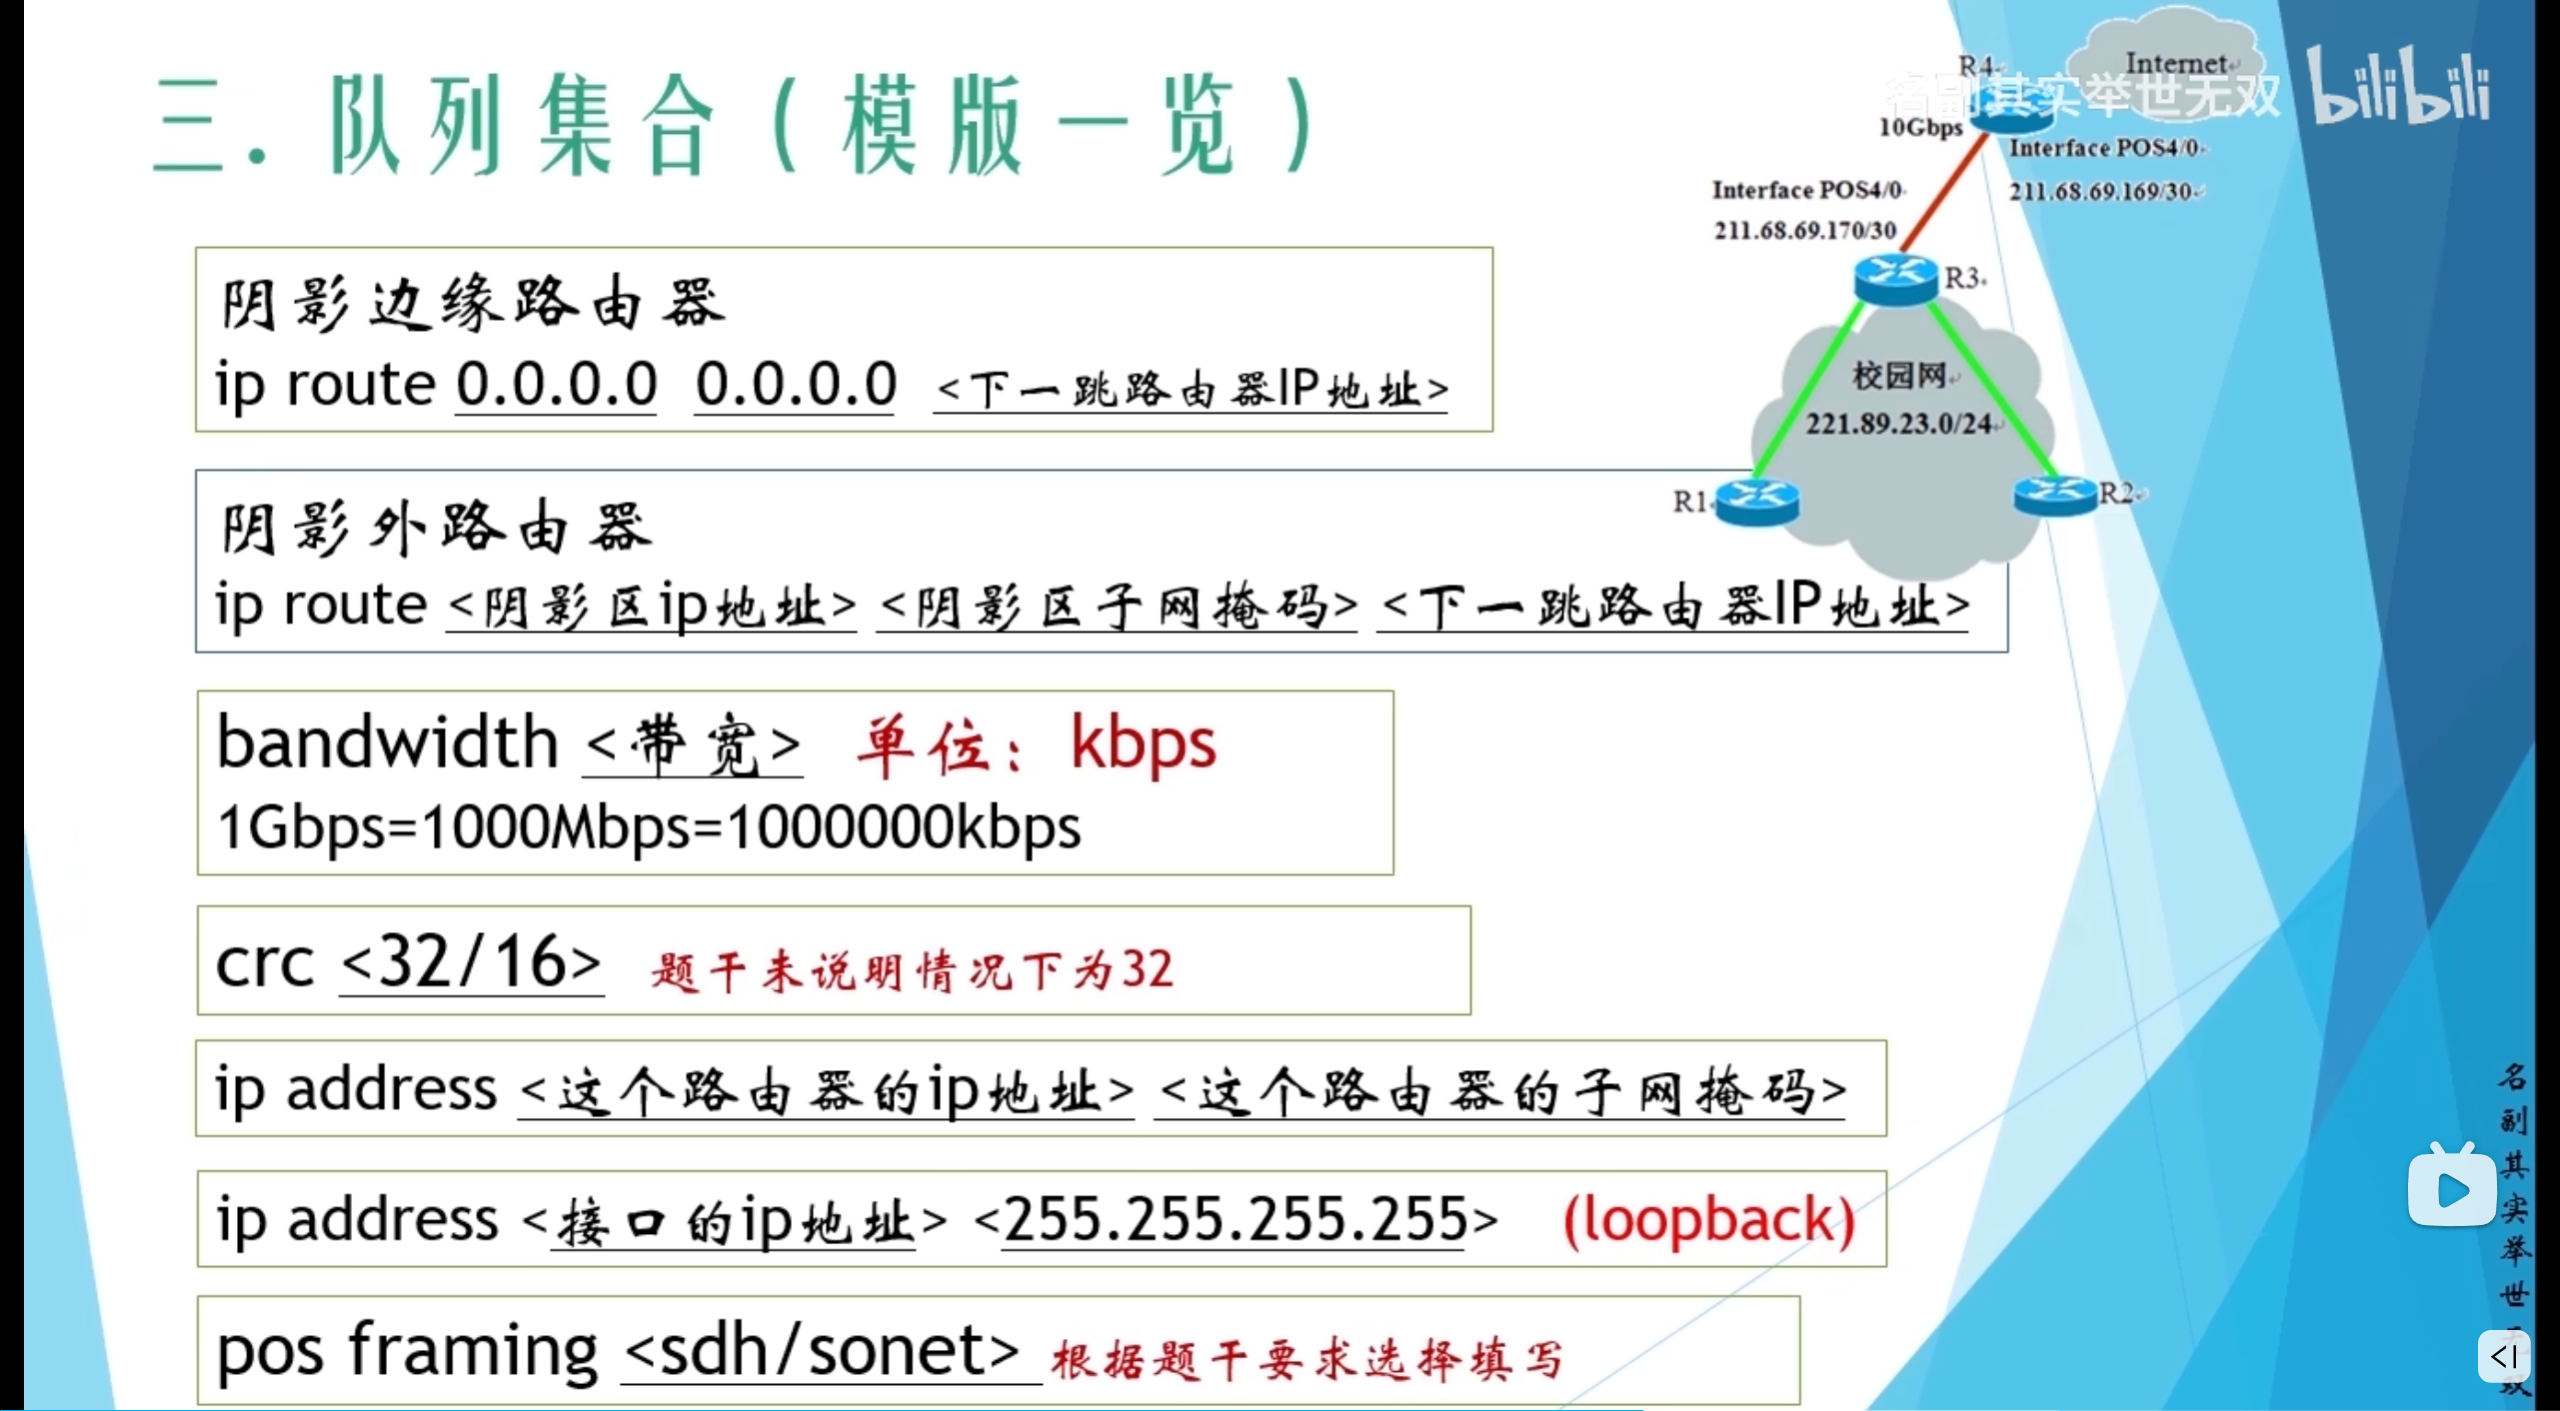 三. 队列集合（模版一览）
阴影边缘路由器
ip route 0.0.0.0 0.0.0.0 <下一跳路由器IP地址>
阴影外路由器
ip route <阴影区ip地址> <阴影区子网掩码> <下一跳路由器IP地址>
bandwidth <带宽> 单位：kbps
1Gbps=1000Mbps=1000000kbps
crc <32/16> 题干未说明情况下为32
ip address <这个路由器的ip地址> <这个路由器的子网掩码>
ip address <接口的ip地址> <255.255.255.255> (loopback)
pos framing <sdh/sonet> 根据题干要求选择填写
Internet
R4
名副其实举世无双 bilibili
10Gbps
Interface POS4/0
211.68.69.169/30
Interface POS4/0
211.68.69.170/30
R3
校园网
221.89.23.0/24
R1
R2
名副其实举世无双